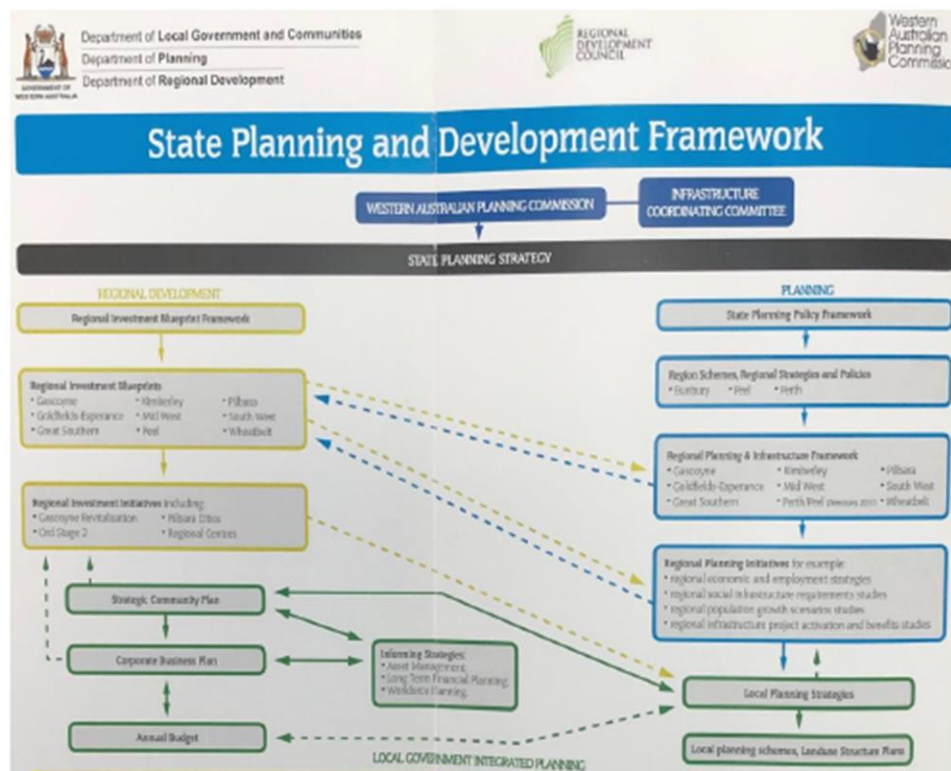 Department of Local Government and Communities
Department of Planning
Department of Regional Development
GOVERNMENT OF
WESTERN AUSTRALIA
REGIONAL
DEVELOPMENT
COUNCIL
Western
Australian
Planning
Commissi
State Planning and Development Framework
WESTERN AUSTRALIAN PLANNING COMMISSION
INFRASTRUCTURE
COORDINATING COMMITTEE
STATE PLANNING STRATEGY
REGIONAL DEVELOPMENT
Regional Investment Blueprint Framework
Regional Investment Blueprints
• Gascoyne • Kimberley • Pilbara
• Goldfields-Esperance • Mid West • South West
• Great Southern • Peel • Wheatbelt
Regional Investment Initiatives including:
• Gascoyne Revitalisation • Pilbara Cities
• Ord Stage 2 • Regional Centres
PLANNING
State Planning Policy Framework
Region Schemes, Regional Strategies and Policies
• Bunbury • Peel • Perth
Regional Planning & Infrastructure Framework
• Gascoyne • Kimberley • Pilbara
• Goldfields-Esperance • Mid West • South West
• Great Southern • Perth/Peel • Wheatbelt
Regional Planning Initiatives for example:
• regional economic and employment strategies
• regional social infrastructure requirements studies
• regional population growth scenarios studies
• regional infrastructure project activation and benefits studies
Strategic Community Plan
Corporate Business Plan
Annual Budget
Informing Strategies:
• Asset Management,
• Long Term Financial Planning,
• Workforce Planning,
Local Planning Strategies
Local planning schemes, Landuse Structure Plans
LOCAL GOVERNMENT INTEGRATED PLANNING